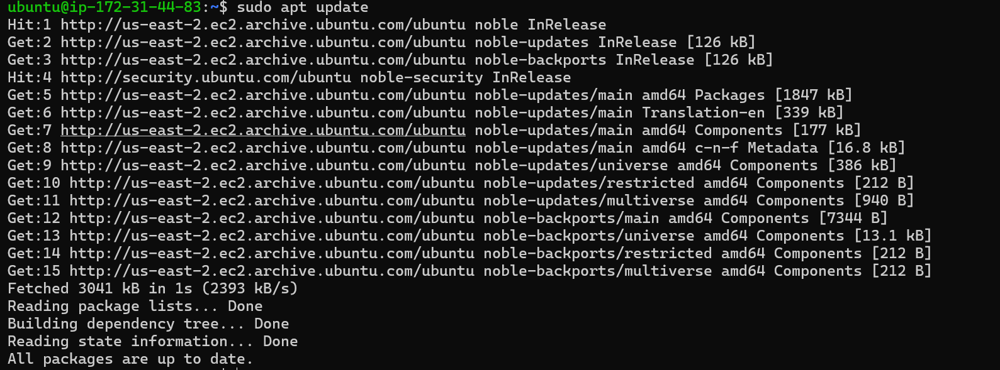 ubuntu@ip-172-31-44-83:~$ sudo apt update
Hit:1 http://us-east-2.ec2.archive.ubuntu.com/ubuntu noble InRelease
Get:2 http://us-east-2.ec2.archive.ubuntu.com/ubuntu noble-updates InRelease [126 kB]
Get:3 http://us-east-2.ec2.archive.ubuntu.com/ubuntu noble-backports InRelease [126 kB]
Hit:4 http://security.ubuntu.com/ubuntu noble-security InRelease
Get:5 http://us-east-2.ec2.archive.ubuntu.com/ubuntu noble-updates/main amd64 Packages [1847 kB]
Get:6 http://us-east-2.ec2.archive.ubuntu.com/ubuntu noble-updates/main Translation-en [339 kB]
Get:7 http://us-east-2.ec2.archive.ubuntu.com/ubuntu noble-updates/main amd64 Components [177 kB]
Get:8 http://us-east-2.ec2.archive.ubuntu.com/ubuntu noble-updates/main amd64 c-n-f Metadata [16.8 kB]
Get:9 http://us-east-2.ec2.archive.ubuntu.com/ubuntu noble-updates/universe amd64 Components [386 kB]
Get:10 http://us-east-2.ec2.archive.ubuntu.com/ubuntu noble-updates/restricted amd64 Components [212 B]
Get:11 http://us-east-2.ec2.archive.ubuntu.com/ubuntu noble-updates/multiverse amd64 Components [940 B]
Get:12 http://us-east-2.ec2.archive.ubuntu.com/ubuntu noble-backports/main amd64 Components [7344 B]
Get:13 http://us-east-2.ec2.archive.ubuntu.com/ubuntu noble-backports/universe amd64 Components [13.1 kB]
Get:14 http://us-east-2.ec2.archive.ubuntu.com/ubuntu noble-backports/restricted amd64 Components [212 B]
Get:15 http://us-east-2.ec2.archive.ubuntu.com/ubuntu noble-backports/multiverse amd64 Components [212 B]
Fetched 3041 kB in 1s (2393 kB/s)
Reading package lists... Done
Building dependency tree... Done
Reading state information... Done
All packages are up to date.